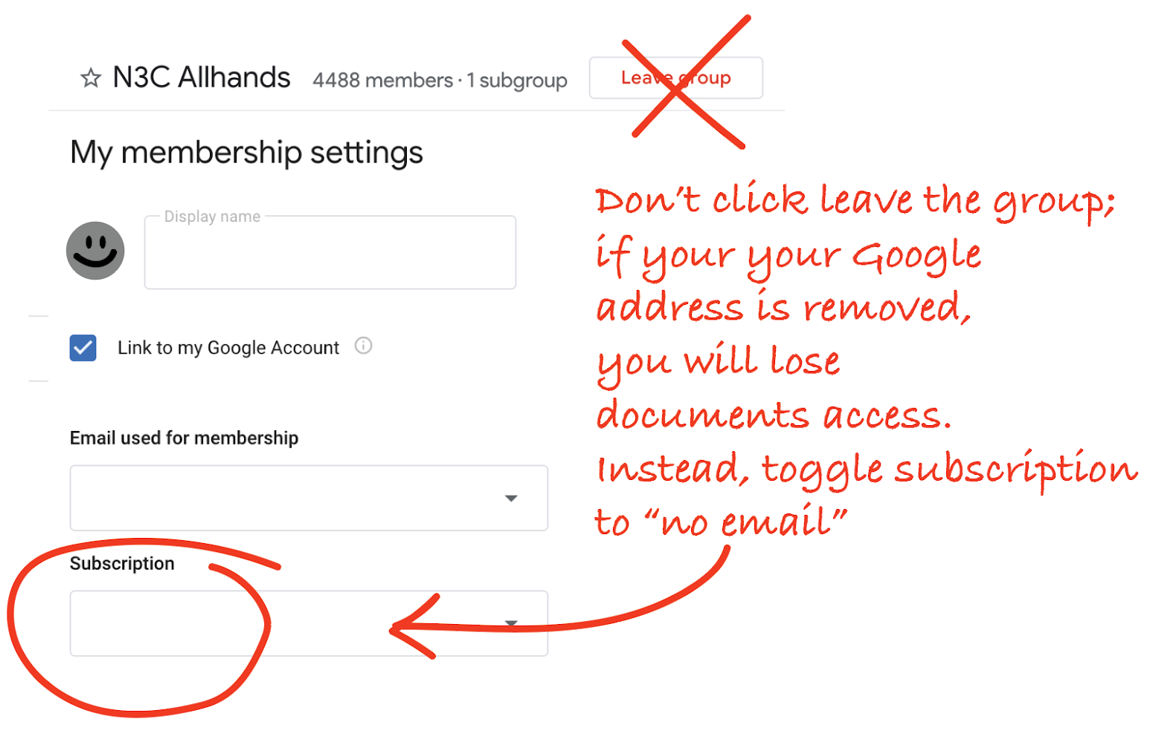 N3C Allhands 4488 members · 1 subgroup Leave group
My membership settings
Display name
Don't click leave the group;
if your your Google
address is removed,
you will lose
documents access.
Instead, toggle subscription
to "no email"
Link to my Google Account
Email used for membership
Subscription